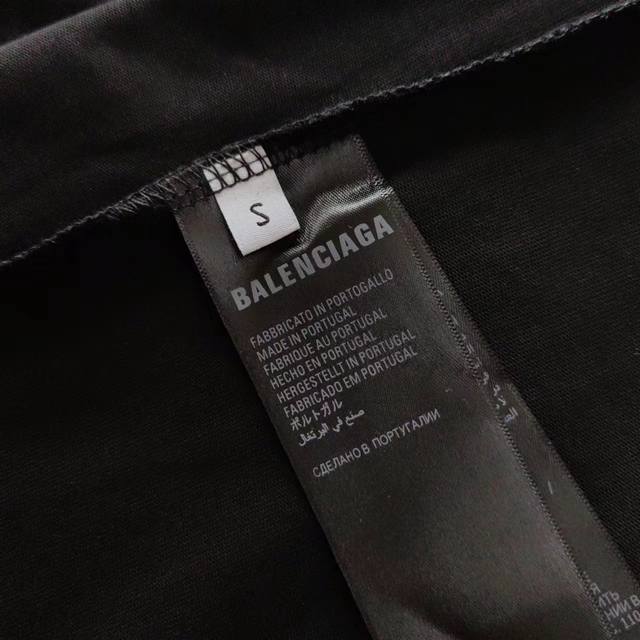 S
BALENCIAGA
FABBRICATO IN PORTOGALLO
MADE IN PORTUGAL
FABRIQUE AU PORTUGAL
HECHO EN PORTUGAL
HERGESTELLT IN PORTUGAL
FABRICADO EM PORTUGAL
ポルトガル
صنع في البرتغال
СДЕЛАНО В ПОРТУГАЛИИ